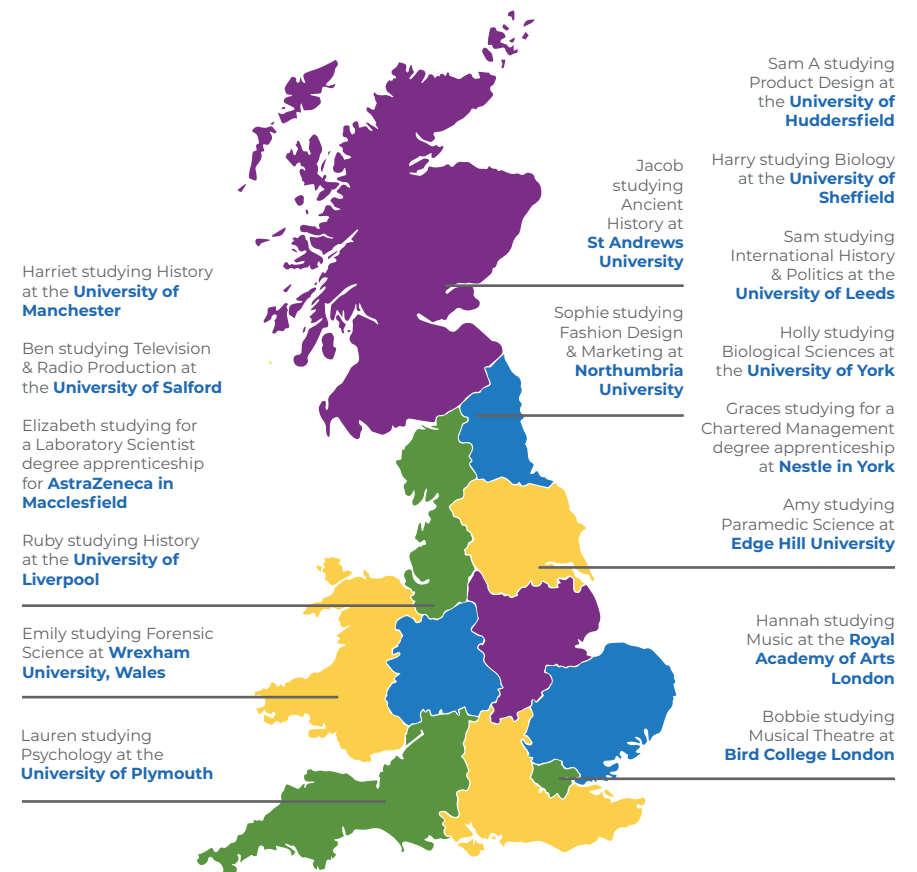 Harriet studying History
at the University of
Manchester
Ben studying Television
& Radio Production at
the University of Salford
Elizabeth studying for
a Laboratory Scientist
degree apprenticeship
for AstraZeneca in
Macclesfield
Ruby studying History
at the University of
Liverpool
Emily studying Forensic
Science at Wrexham
University, Wales
Lauren studying
Psychology at the
University of Plymouth
Jacob
studying
Ancient
History at
St Andrews
University
Sophie studying
Fashion Design
& Marketing at
Northumbria
University
Sam A studying
Product Design at
the University of
Huddersfield
Harry studying Biology
at the University of
Sheffield
Sam studying
International History
& Politics at the
University of Leeds
Holly studying
Biological Sciences at
the University of York
Graces studying for a
Chartered Management
degree apprenticeship
at Nestle in York
Amy studying
Paramedic Science at
Edge Hill University
Hannah studying
Music at the Royal
Academy of Arts
London
Bobbie studying
Musical Theatre at
Bird College London